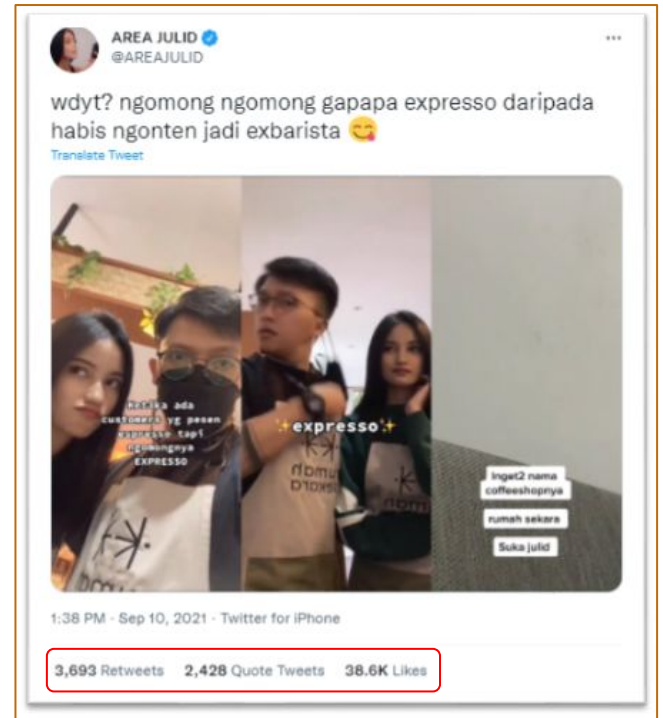 AREA JULID
@AREAJULID
wdyt? ngomong ngomong gapapa expresso daripada
habis ngonten jadi exbarista 😋
Translate Tweet
Ketika ada
customers yg pesen
espresso tapi
ngomongnya
EXPRESSO
✨expresso✨
rumah
sekara
Inget2 nama
coffeeshopnya
rumah sekara
Suka julid
1:38 PM · Sep 10, 2021 · Twitter for iPhone
3,693 Retweets 2,428 Quote Tweets 38.6K Likes